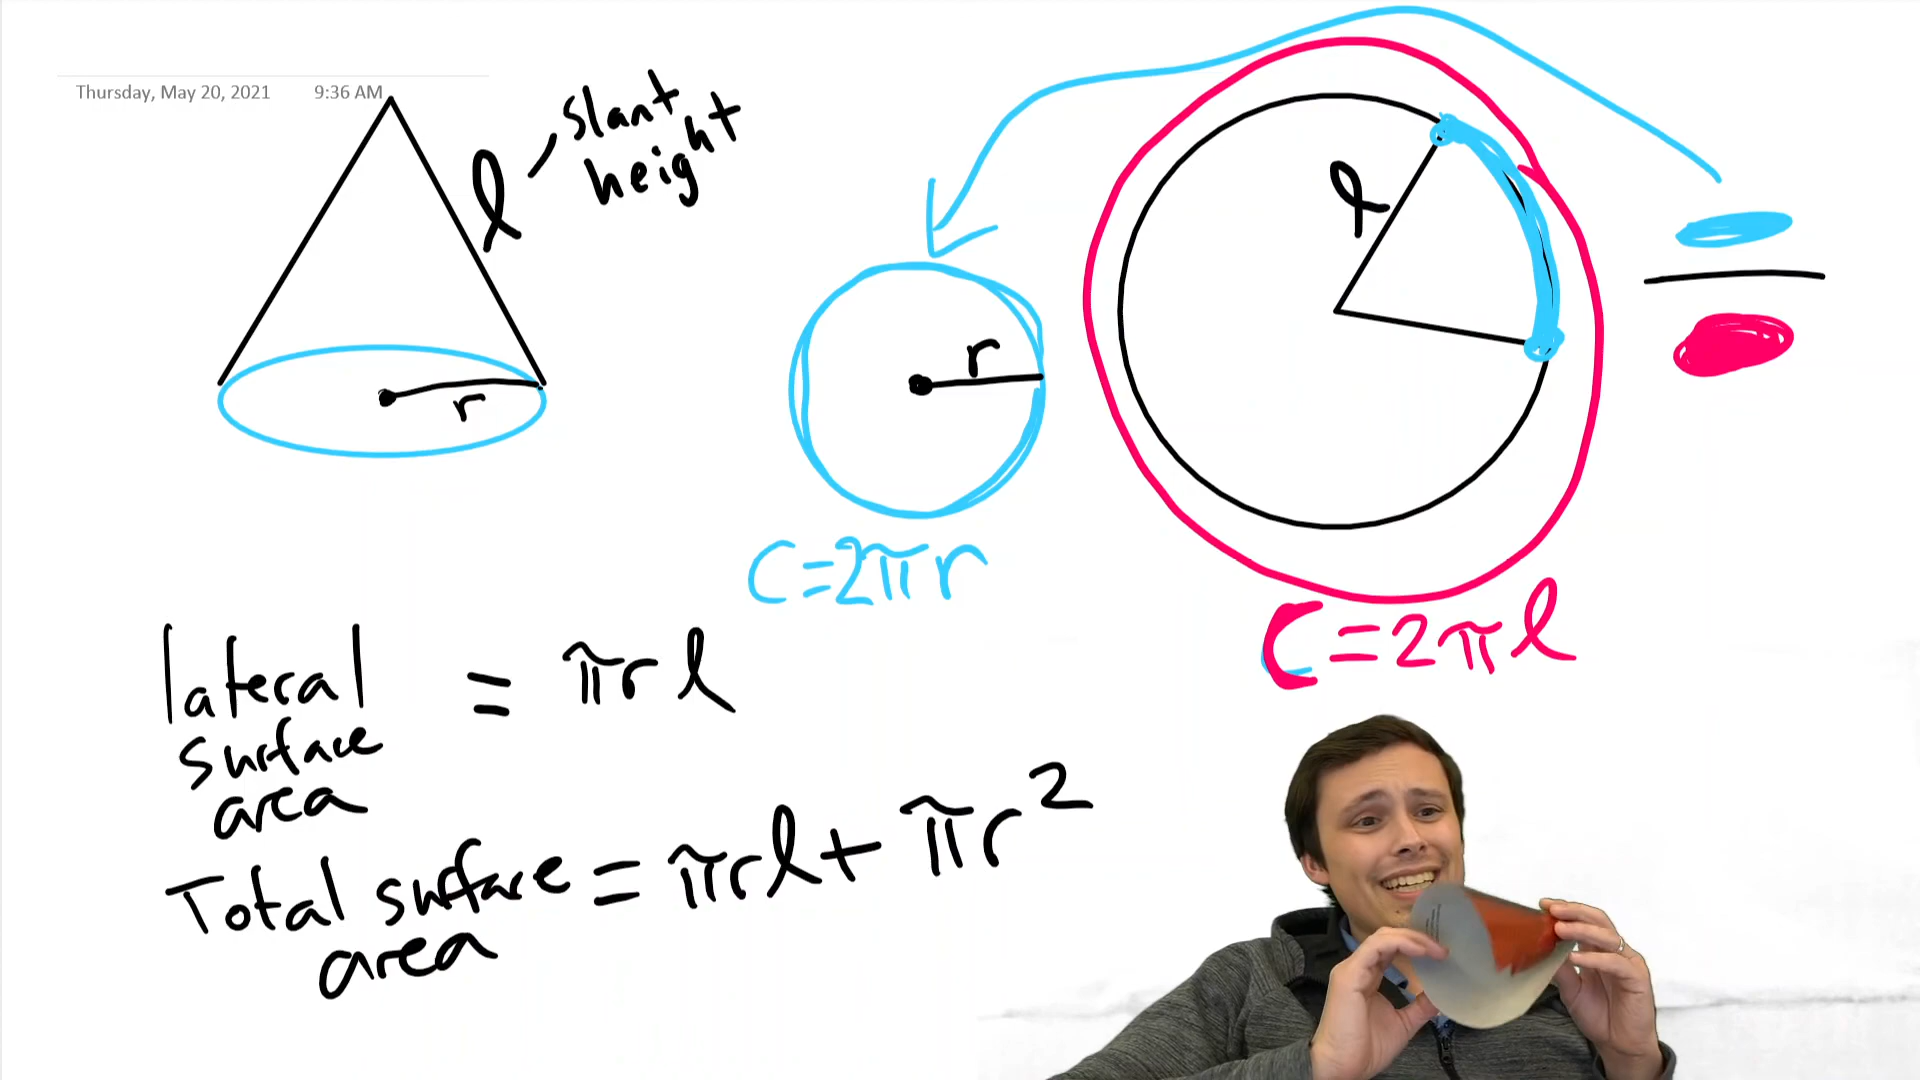 Thursday, May 20, 2021 9:36 AM
l slant
height
r
r
l
C=2πr
C=2πl
lateral
surface
area
= πrl
Total surface
area
= πrl+ πr²